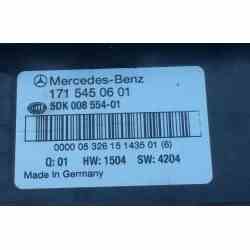 Mercedes-Benz
171 545 06 01
5DK 008 554-01
0000 05 326 15 1435 01 (6)
Q: 01 HW: 1504 SW: 4204
Made in Germany